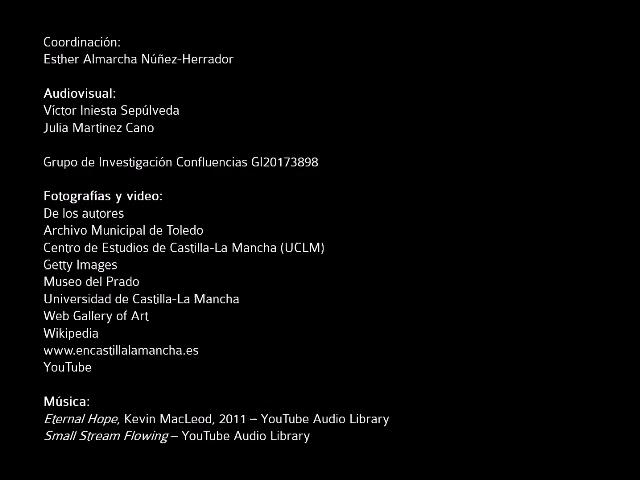 Coordinación:
Esther Almarcha Núñez-Herrador
Audiovisual:
Víctor Iniesta Sepúlveda
Julia Martínez Cano
Grupo de Investigación Confluencias GI20173898
Fotografías y video:
De los autores
Archivo Municipal de Toledo
Centro de Estudios de Castilla-La Mancha (UCLM)
Getty Images
Museo del Prado
Universidad de Castilla-La Mancha
Web Gallery of Art
Wikipedia
www.encastillalamancha.es
YouTube
Música:
Eternal Hope, Kevin MacLeod, 2011 – YouTube Audio Library
Small Stream Flowing – YouTube Audio Library